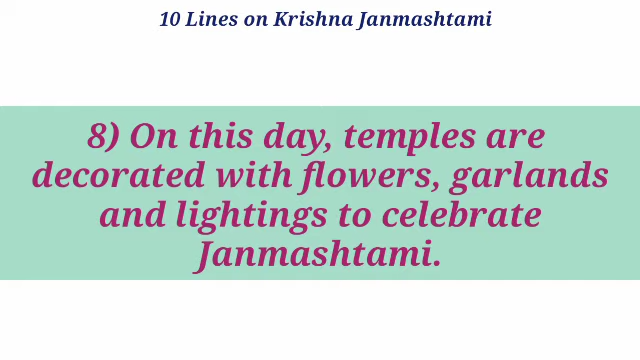 10 Lines on Krishna Janmashtami
8) On this day, temples are
decorated with flowers, garlands
and lightings to celebrate
Janmashtami.